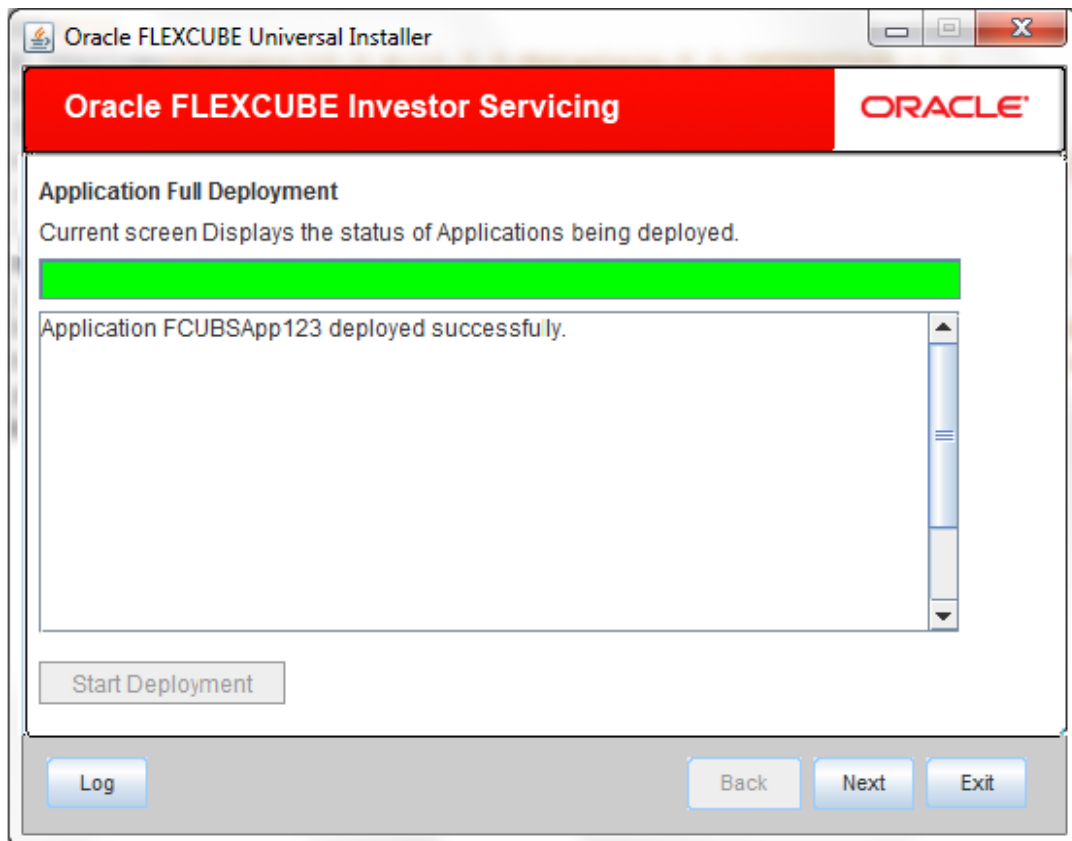 Oracle FLEXCUBE Universal Installer
Oracle FLEXCUBE Investor Servicing
ORACLE
Application Full Deployment
Current screen Displays the status of Applications being deployed.
Application FCUBSApp123 deployed successfully.
Start Deployment
Log
Back
Next
Exit